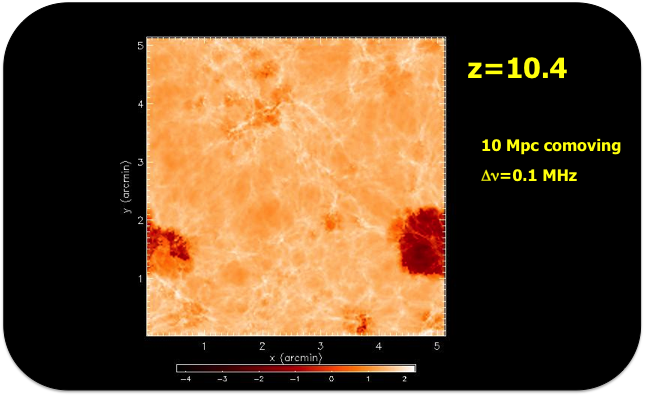 z=10.4
10 Mpc comoving
Δν=0.1 MHz
5
4
3
2
1
y (arcmin)
1 2 3 4 5
x (arcmin)
-4 -3 -2 -1 0 1 2